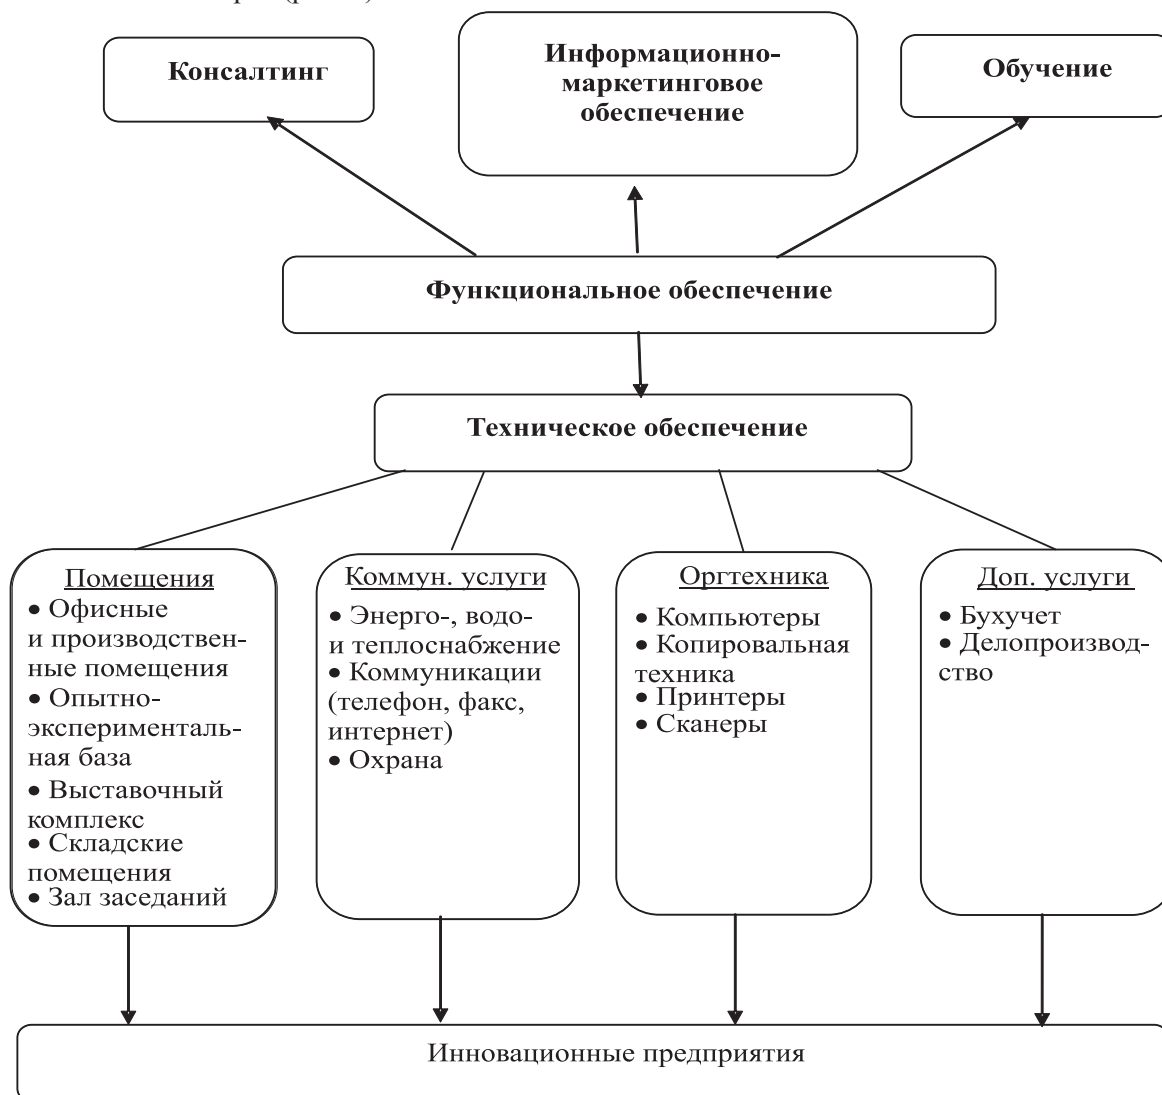 Консалтинг
Информационно-
маркетинговое
обеспечение
Обучение
Функциональное обеспечение
Техническое обеспечение
Помещения
• Офисные
и производствен-
ные помещения
• Опытно-
эксперименталь-
ная база
• Выставочный
комплекс
• Складские
помещения
• Зал заседаний
Коммун. услуги
• Энерго-, водо-
и теплоснабжение
• Коммуникации
(телефон, факс,
интернет)
• Охрана
Оргтехника
• Компьютеры
• Копировальная
техника
• Принтеры
• Сканеры
Доп. услуги
• Бухучет
• Делопроизвод-
ство
Инновационные предприятия